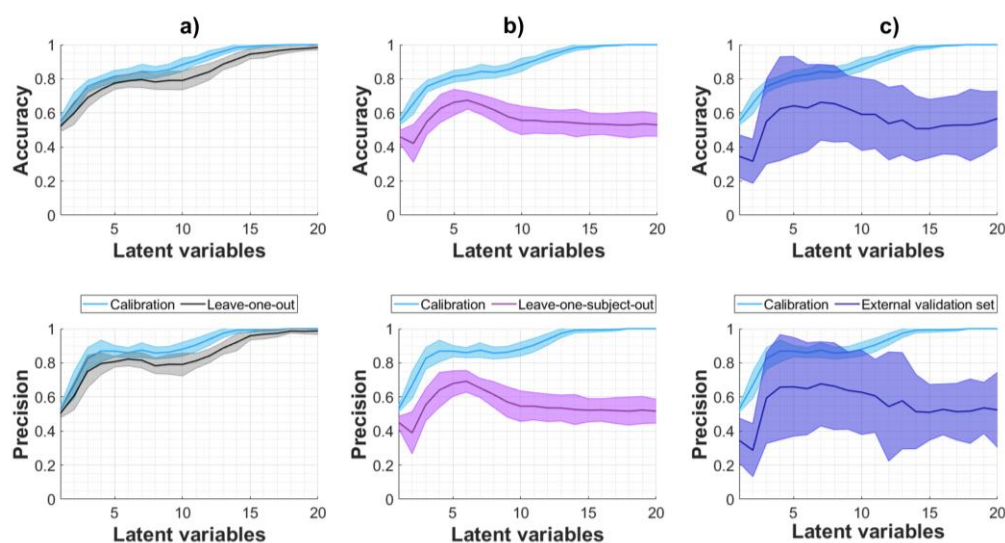 a)
b)
c)
Accuracy
1
0.8
0.6
0.4
0.2
0
5 10 15 20
Latent variables
Accuracy
1
0.8
0.6
0.4
0.2
0
5 10 15 20
Latent variables
Accuracy
1
0.8
0.6
0.4
0.2
0
5 10 15 20
Latent variables
Calibration Leave-one-out
Calibration Leave-one-subject-out
Calibration External validation set
Precision
1
0.8
0.6
0.4
0.2
0
5 10 15 20
Latent variables
Precision
1
0.8
0.6
0.4
0.2
0
5 10 15 20
Latent variables
Precision
1
0.8
0.6
0.4
0.2
0
5 10 15 20
Latent variables